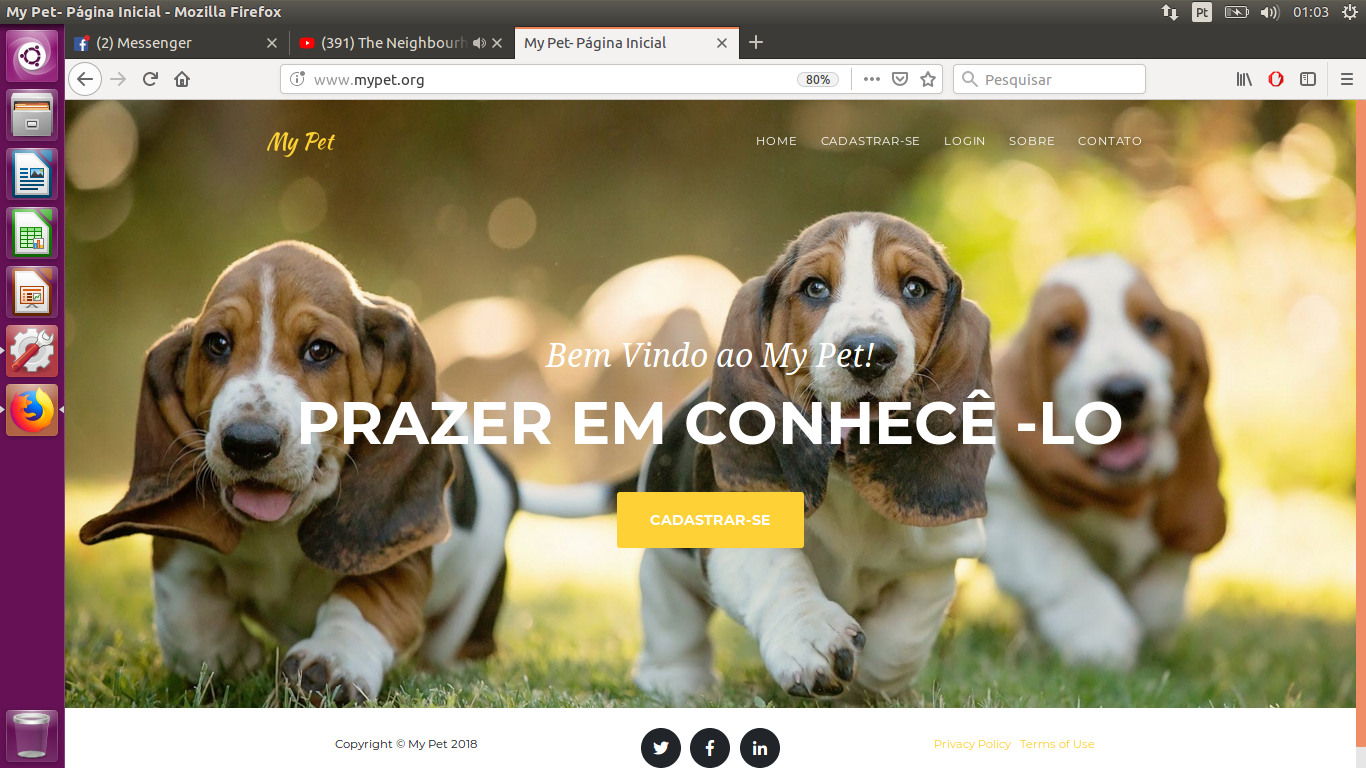 My Pet- Página Inicial - Mozilla Firefox
Pt
01:03
(2) Messenger
(391) The Neighbourh
My Pet- Página Inicial
www.mypet.org
80%
Pesquisar
My Pet
HOME CADASTRAR-SE LOGIN SOBRE CONTATO
Bem Vindo ao My Pet!
PRAZER EM CONHECÊ -LO
CADASTRAR-SE
Copyright © My Pet 2018
Privacy Policy Terms of Use